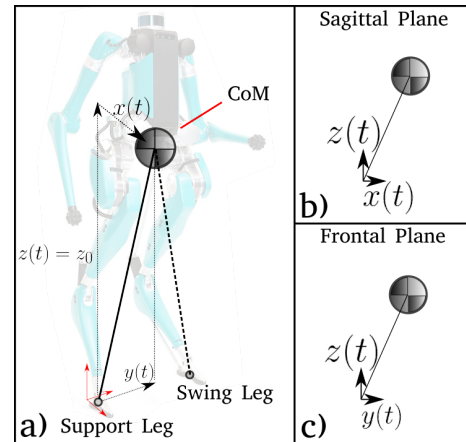 x(t)
CoM
z(t) = z₀
y(t)
Swing Leg
a)
Support Leg
Sagittal Plane
z(t)
x(t)
b)
Frontal Plane
z(t)
y(t)
c)